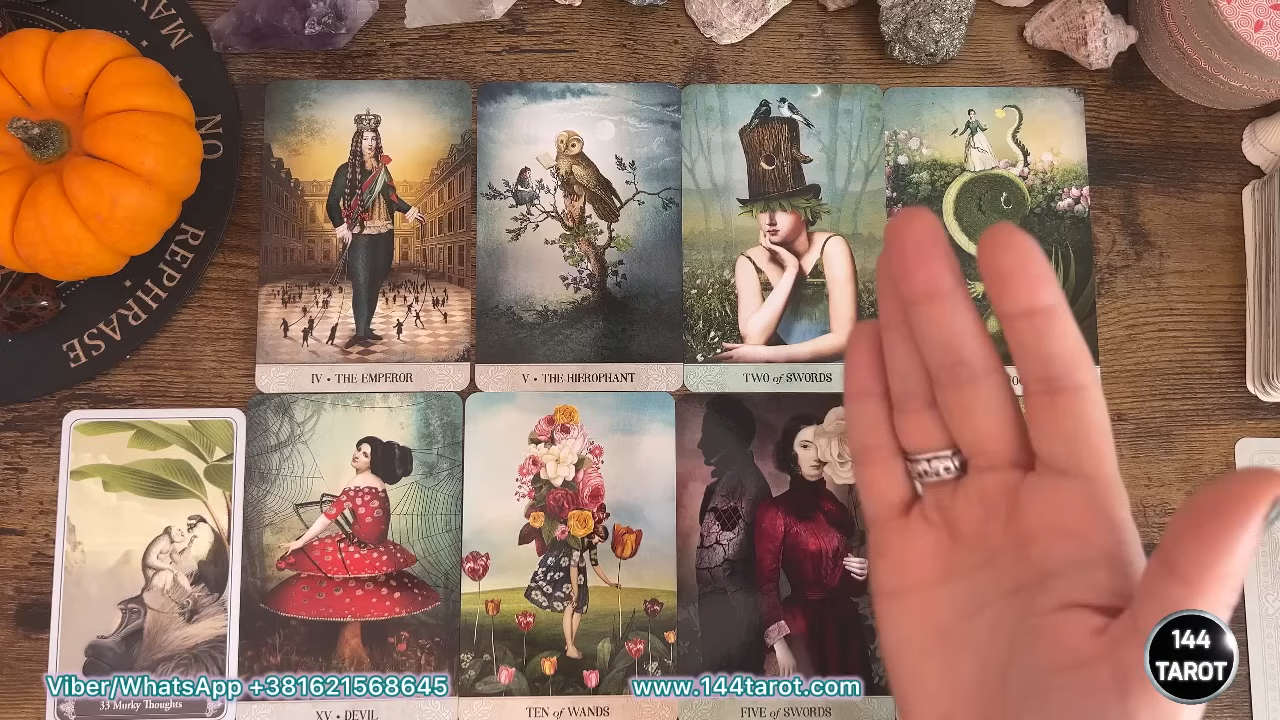 MAY
NO
REPHRASE
IV • THE EMPEROR
V • THE HIEROPHANT
TWO of SWORDS
33 Murky Thoughts
XV • DEVIL
TEN of WANDS
FIVE of SWORDS
Viber/WhatsApp +381621568645
www.144tarot.com
144
TAROT